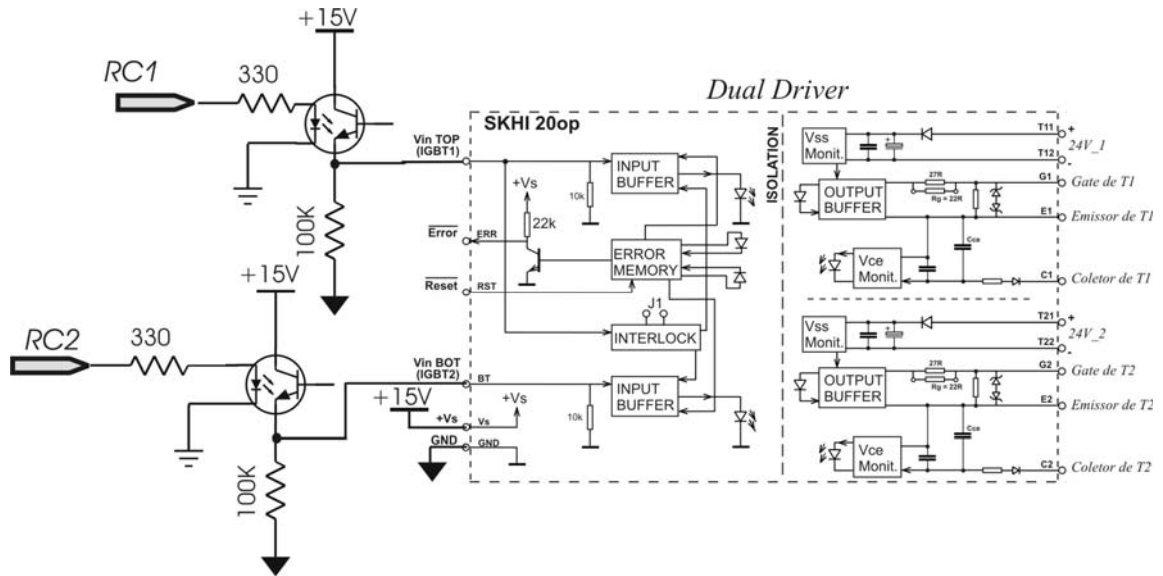 +15V
RC1
330
100K
+15V
RC2
330
100K
Dual Driver
SKHI 20op
Vin TOP
(IGBT1)
INPUT
BUFFER
10k
+Vs
22k
Error
ERR
ERROR
MEMORY
Reset
RST
J1
INTERLOCK
Vin BOT
(IGBT2)
BT
INPUT
BUFFER
10k
+15V
+Vs
Vs
+Vs
GND
GND
ISOLATION
Vss
Monit.
+
T11
+
24V_1
T12
-
OUTPUT
BUFFER
27R
Rg = 22R
G1
Gate de T1
E1
Emissor de T1
Vce
Monit.
Cce
C1
Coletor de T1
Vss
Monit.
+
T21
+
24V_2
T22
-
OUTPUT
BUFFER
27R
Rg = 22R
G2
Gate de T2
E2
Emissor de T2
Vce
Monit.
Cce
C2
Coletor de T2